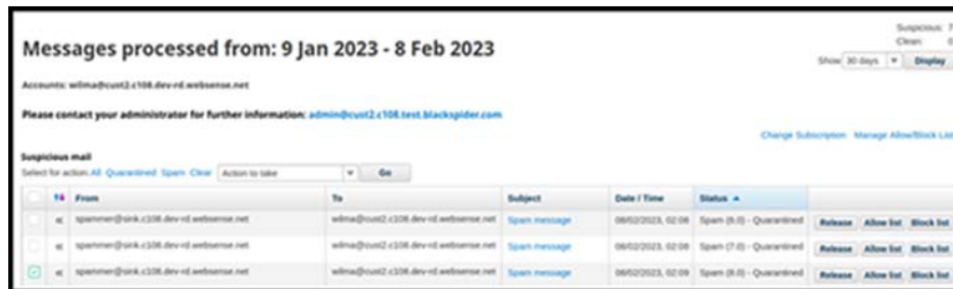 Suspicious: 7
Clean: 0
Messages processed from: 9 Jan 2023 - 8 Feb 2023
Show 30 days Display
Accounts: wilma@cust2.c108.dev-rd.websense.net
Please contact your administrator for further information: admin@cust2.c108.test.blackspider.com
Change Subscription Manage Allow/Block List
Suspicious mail
Select for action: All Quarantined Spam Clear Action to take Go
From To Subject Date / Time Status
spammer@sink.c108.dev-rd.websense.net wilma@cust2.c108.dev-rd.websense.net Spam message 08/02/2023, 02:08 Spam (6.0) - Quarantined Release Allow list Block list
spammer@sink.c108.dev-rd.websense.net wilma@cust2.c108.dev-rd.websense.net Spam message 08/02/2023, 02:08 Spam (7.0) - Quarantined Release Allow list Block list
spammer@sink.c108.dev-rd.websense.net wilma@cust2.c108.dev-rd.websense.net Spam message 08/02/2023, 02:09 Spam (8.0) - Quarantined Release Allow list Block list